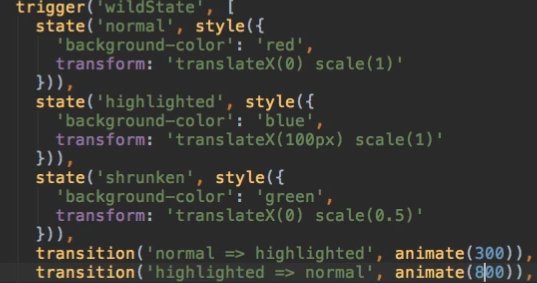 trigger('wildState', [
state('normal', style({
'background-color': 'red',
transform: 'translateX(0) scale(1)'
})),
state('highlighted', style({
'background-color': 'blue',
transform: 'translateX(100px) scale(1)'
})),
state('shrunken', style({
'background-color': 'green',
transform: 'translateX(0) scale(0.5)'
})),
transition('normal => highlighted', animate(300)),
transition('highlighted => normal', animate(800)),